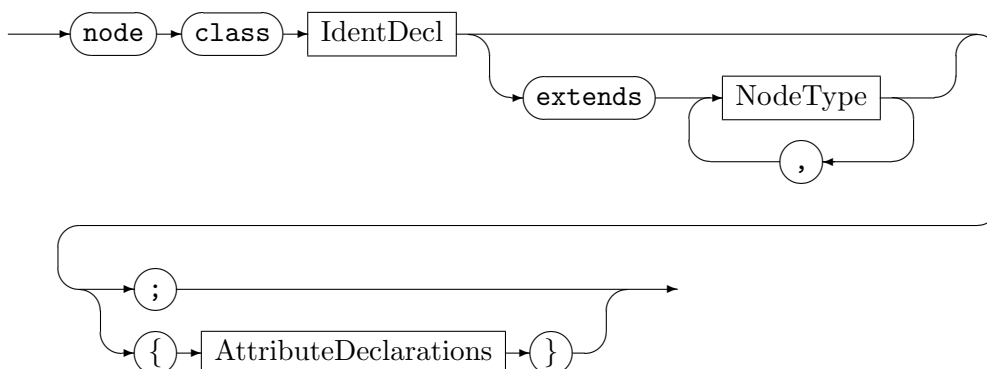 node class IdentDecl
extends NodeType
,
;
{ AttributeDeclarations }